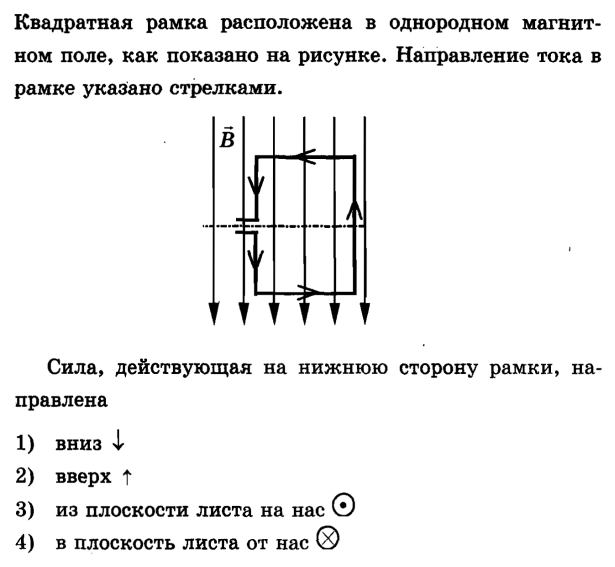 Квадратная рамка расположена в однородном магнит-
ном поле, как показано на рисунке. Направление тока в
рамке указано стрелками.
B
Сила, действующая на нижнюю сторону рамки, на-
правлена
1) вниз ↓
2) вверх ↑
3) из плоскости листа на нас ⊙
4) в плоскость листа от нас ⊗